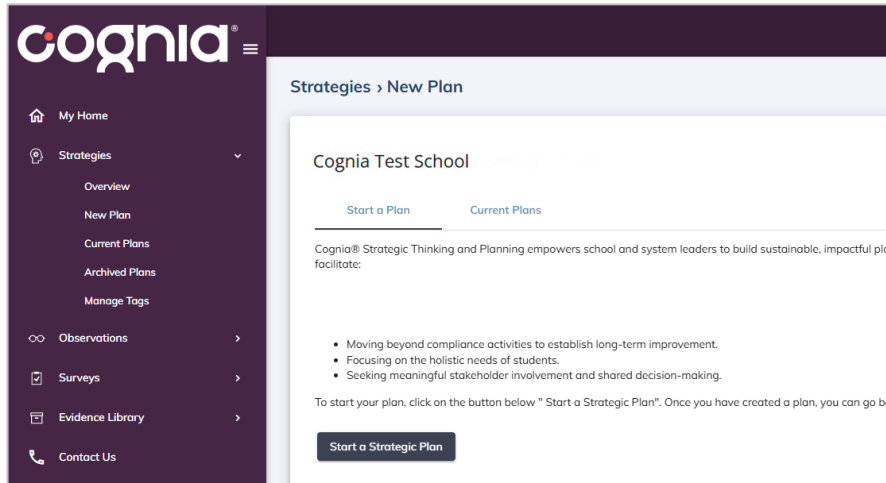 cognia®
My Home
Strategies
Overview
New Plan
Current Plans
Archived Plans
Manage Tags
Observations
Surveys
Evidence Library
Contact Us
Strategies › New Plan
Cognia Test School
Start a Plan
Current Plans
Cognia® Strategic Thinking and Planning empowers school and system leaders to build sustainable, impactful
facilitate:
• Moving beyond compliance activities to establish long-term improvement.
• Focusing on the holistic needs of students.
• Seeking meaningful stakeholder involvement and shared decision-making.
To start your plan, click on the button below " Start a Strategic Plan". Once you have created a plan, you can go
Start a Strategic Plan